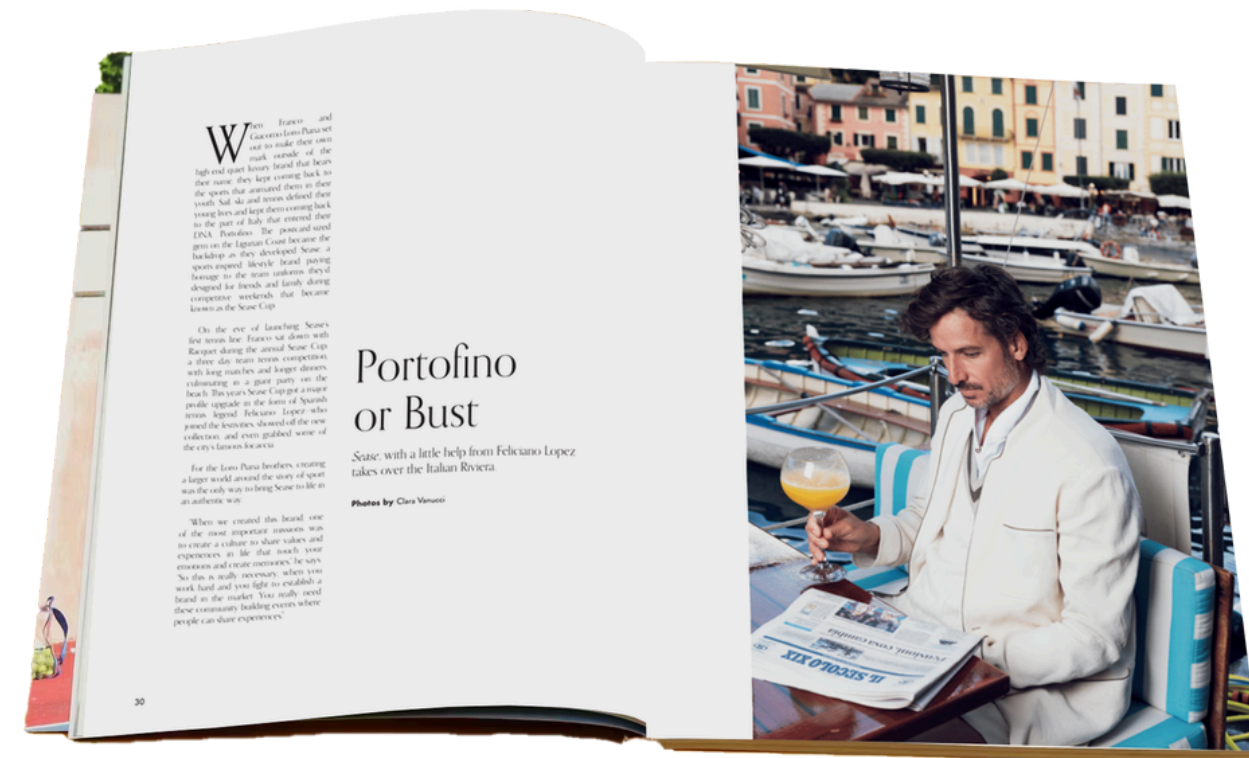 When Franco and
Giacomo Loro Piana set
out to make their own
mark outside of the
high end quiet luxury brand that bears
their name, they kept coming back to
the sports that animated them in their
youth. Sail, ski and tennis defined their
young lives and kept them coming back
to the part of Italy that entered their
DNA: Portofino. The postcard-sized
gem on the Ligurian Coast became the
backdrop as they developed Sease, a
sports-inspired lifestyle brand paying
homage to the team uniforms they'd
designed for friends and family during
competitive weekends that became
known as the Sease Cup.
On the eve of launching Sease's
first tennis line, Franco sat down with
Racquet during the annual Sease Cup,
a three day team tennis competition,
with long matches and longer dinners,
culminating in a giant party on the
beach. This year's Sease Cup got a major
profile upgrade in the form of Spanish
tennis legend Feliciano Lopez—who
joined the festivities, showed off the new
collection, and even grabbed some of
the city's famous focaccia.
For the Loro Piana brothers, creating
a larger world around the story of sport
was the only way to bring Sease to life in
an authentic way.
"When we created this brand, one
of the most important missions was
to create a culture to share values and
experiences in life that touch your
emotions and create memories," he says.
"So this is really necessary, when you
work hard and you fight to establish a
brand in the market. You really need
these community building events where
people can share experiences."
Portofino
or Bust
Sease, with a little help from Feliciano Lopez
takes over the Italian Riviera.
Photos by Clara Vanucci
30
IL SECOLO XIX
Pensioni, cosa cambia